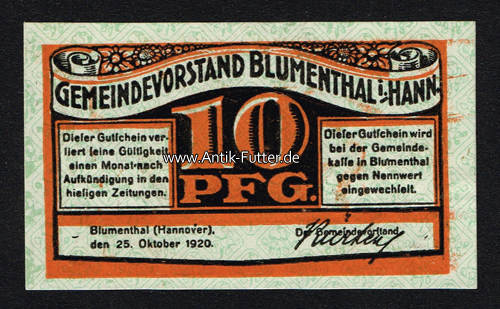 GEMEINDEVORSTAND BLUMENTHAL i. HANN.
10
PFG.
Dieser Gutschein ver-
liert seine Gültigkeit
einen Monat nach
Aufkündigung in den
hiesigen Zeitungen.
Dieser Gutschein wird
bei der Gemeinde-
kasse in Blumenthal
gegen Nennwert
eingewechselt.
www.Antik-Futter.de
Blumenthal (Hannover),
den 25. Oktober 1920.
Der Gemeindevorstand